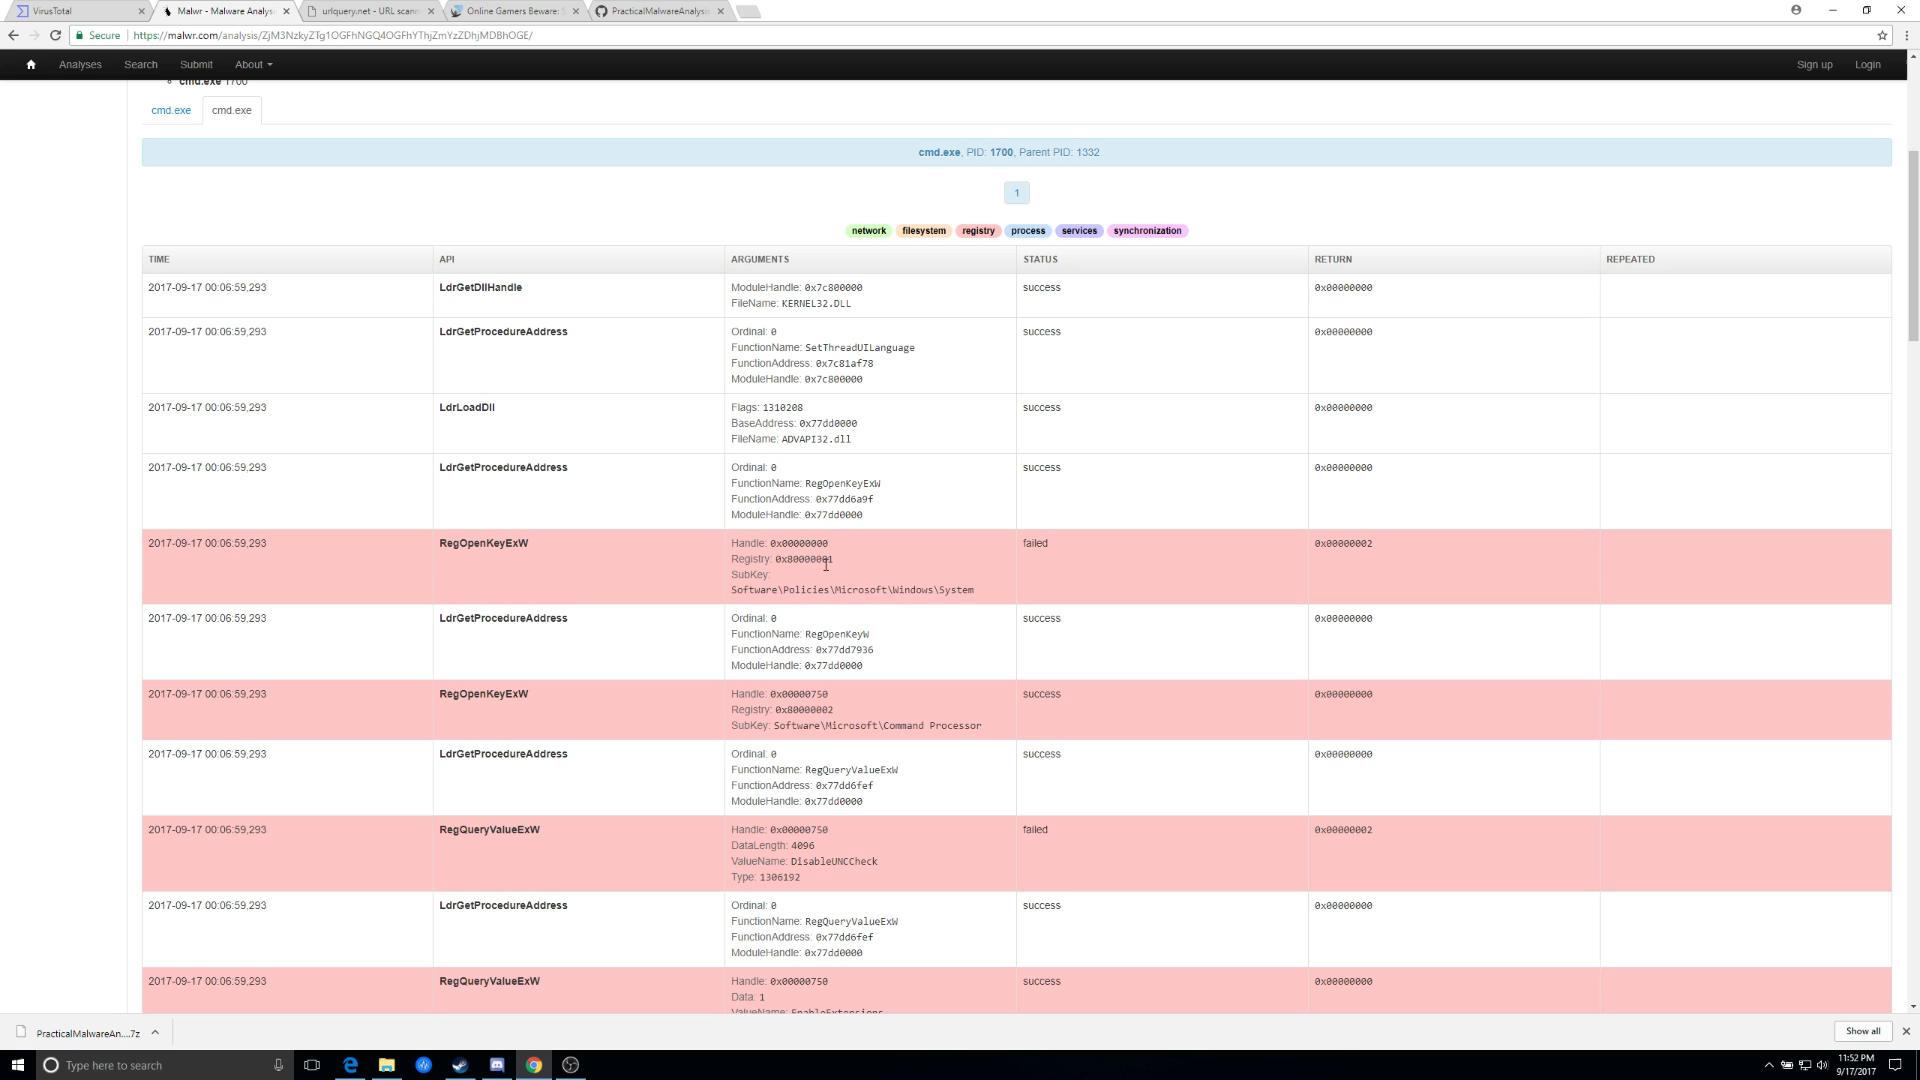 VirusTotal
Malwr - Malware Analysi
urlquery.net - URL scann
Online Gamers Beware: S
PracticalMalwareAnalysi
Secure
https://malwr.com/analysis/ZjM3NzkyZTg1OGFhNGQ4OGFhYThjZmYzZDhjMDBhOGE/
Analyses Search Submit About Sign up Login
cmd.exe 1700
cmd.exe cmd.exe
cmd.exe, PID: 1700, Parent PID: 1332
1
network filesystem registry process services synchronization
TIME API ARGUMENTS STATUS RETURN REPEATED
2017-09-17 00:06:59,293 LdrGetDllHandle ModuleHandle: 0x7c800000 success 0x00000000
FileName: KERNEL32.DLL
2017-09-17 00:06:59,293 LdrGetProcedureAddress Ordinal: 0 success 0x00000000
FunctionName: SetThreadUILanguage
FunctionAddress: 0x7c81af78
ModuleHandle: 0x7c800000
2017-09-17 00:06:59,293 LdrLoadDll Flags: 1310208 success 0x00000000
BaseAddress: 0x77dd0000
FileName: ADVAPI32.dll
2017-09-17 00:06:59,293 LdrGetProcedureAddress Ordinal: 0 success 0x00000000
FunctionName: RegOpenKeyExW
FunctionAddress: 0x77dd6a9f
ModuleHandle: 0x77dd0000
2017-09-17 00:06:59,293 RegOpenKeyExW Handle: 0x00000000 failed 0x00000002
Registry: 0x80000001
SubKey:
Software\Policies\Microsoft\Windows\System
2017-09-17 00:06:59,293 LdrGetProcedureAddress Ordinal: 0 success 0x00000000
FunctionName: RegOpenKeyW
FunctionAddress: 0x77dd7936
ModuleHandle: 0x77dd0000
2017-09-17 00:06:59,293 RegOpenKeyExW Handle: 0x00000750 success 0x00000000
Registry: 0x80000002
SubKey: Software\Microsoft\Command Processor
2017-09-17 00:06:59,293 LdrGetProcedureAddress Ordinal: 0 success 0x00000000
FunctionName: RegQueryValueExW
FunctionAddress: 0x77dd6fef
ModuleHandle: 0x77dd0000
2017-09-17 00:06:59,293 RegQueryValueExW Handle: 0x00000750 failed 0x00000002
DataLength: 4096
ValueName: DisableUNCCheck
Type: 1306192
2017-09-17 00:06:59,293 LdrGetProcedureAddress Ordinal: 0 success 0x00000000
FunctionName: RegQueryValueExW
FunctionAddress: 0x77dd6fef
ModuleHandle: 0x77dd0000
2017-09-17 00:06:59,293 RegQueryValueExW Handle: 0x00000750 success 0x00000000
Data: 1
ValueName: EnableExtensions
PracticalMalwareAn....7z
Show all
Type here to search
11:52 PM
9/17/2017